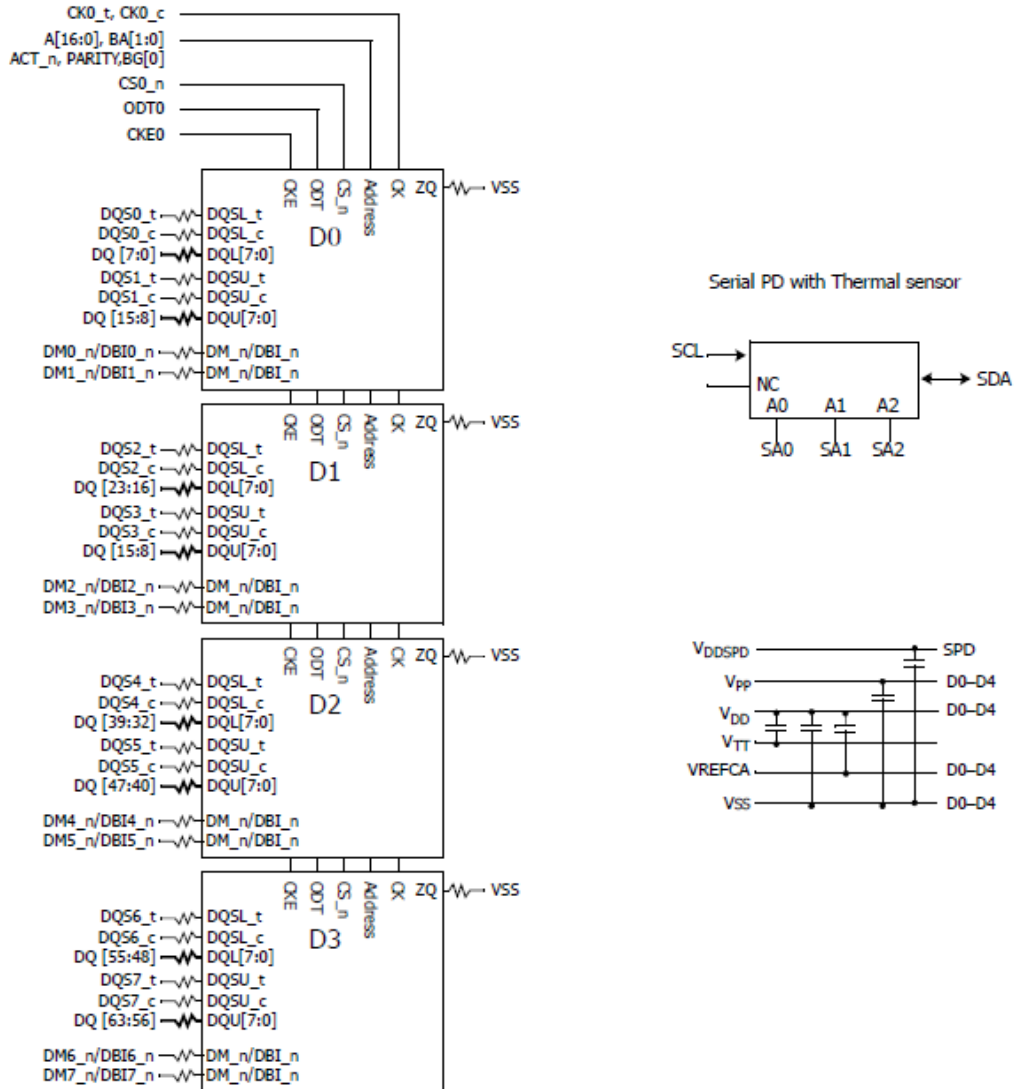 CK0_t, CK0_c
A[16:0], BA[1:0]
ACT_n, PARITY,BG[0]
CS0_n
ODT0
CKE0
CKE ODT CS_n Address CK ZQ VSS
D0
DQS0_t DQSL_t
DQS0_c DQSL_c
DQ [7:0] DQL[7:0]
DQS1_t DQSU_t
DQS1_c DQSU_c
DQ [15:8] DQU[7:0]
DM0_n/DBI0_n DM_n/DBI_n
DM1_n/DBI1_n DM_n/DBI_n
CKE ODT CS_n Address CK ZQ VSS
D1
DQS2_t DQSL_t
DQS2_c DQSL_c
DQ [23:16] DQL[7:0]
DQS3_t DQSU_t
DQS3_c DQSU_c
DQ [15:8] DQU[7:0]
DM2_n/DBI2_n DM_n/DBI_n
DM3_n/DBI3_n DM_n/DBI_n
CKE ODT CS_n Address CK ZQ VSS
D2
DQS4_t DQSL_t
DQS4_c DQSL_c
DQ [39:32] DQL[7:0]
DQS5_t DQSU_t
DQS5_c DQSU_c
DQ [47:40] DQU[7:0]
DM4_n/DBI4_n DM_n/DBI_n
DM5_n/DBI5_n DM_n/DBI_n
CKE ODT CS_n Address CK ZQ VSS
D3
DQS6_t DQSL_t
DQS6_c DQSL_c
DQ [55:48] DQL[7:0]
DQS7_t DQSU_t
DQS7_c DQSU_c
DQ [63:56] DQU[7:0]
DM6_n/DBI6_n DM_n/DBI_n
DM7_n/DBI7_n DM_n/DBI_n
Serial PD with Thermal sensor
SCL
NC
SDA
A0 A1 A2
SA0 SA1 SA2
VDDSPD SPD
VPP D0–D4
VDD D0–D4
VTT
VREFCA D0–D4
VSS D0–D4